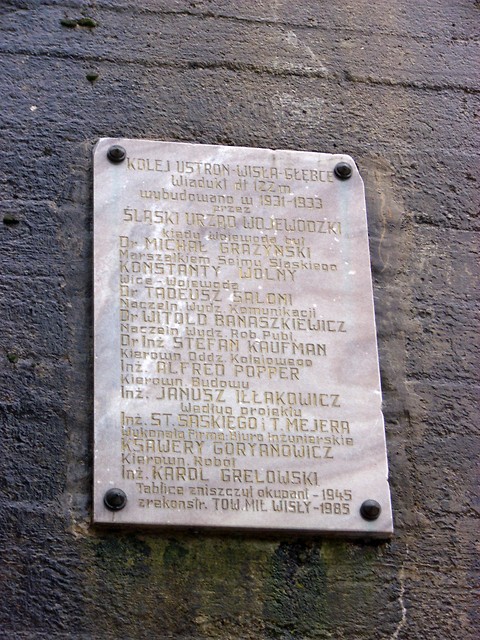 KOLEJ USTROŃ-WISŁA-GŁĘBCE
Wiadukt dł 122 m
wybudowano w 1931-1933
przez
ŚLĄSKI URZĄD WOJEWÓDZKI
kiedy Wojewodą był
Dr MICHAŁ GRAŻYŃSKI
Marszałkiem Sejmu Śląskiego
KONSTANTY WOLNY
Wice-Wojewodą
Dr TADEUSZ SALONI
Naczeln Wydz. Komunikacji
Dr WITOLD RANASZKIEWICZ
Naczeln Wydz. Rob. Publ.
Dr Inż STEFAN KAUFMAN
Kierown Oddz. Kolejowego
Inż. ALFRED POPPER
Kierown. Budowy
Inż. JANUSZ IŁŁAKOWICZ
Według projektu
Inż. ST. SASKIEGO i T. MEJERA
Wykonała Firma: Biuro Inżynierskie
KSAWERY GORYANOWICZ
Kierown. Robót
Inż. KAROL GRELOWSKI
Tablicę zniszczył okupant - 1945
zrekonstr. TOW. MIŁ. WISŁY - 1985